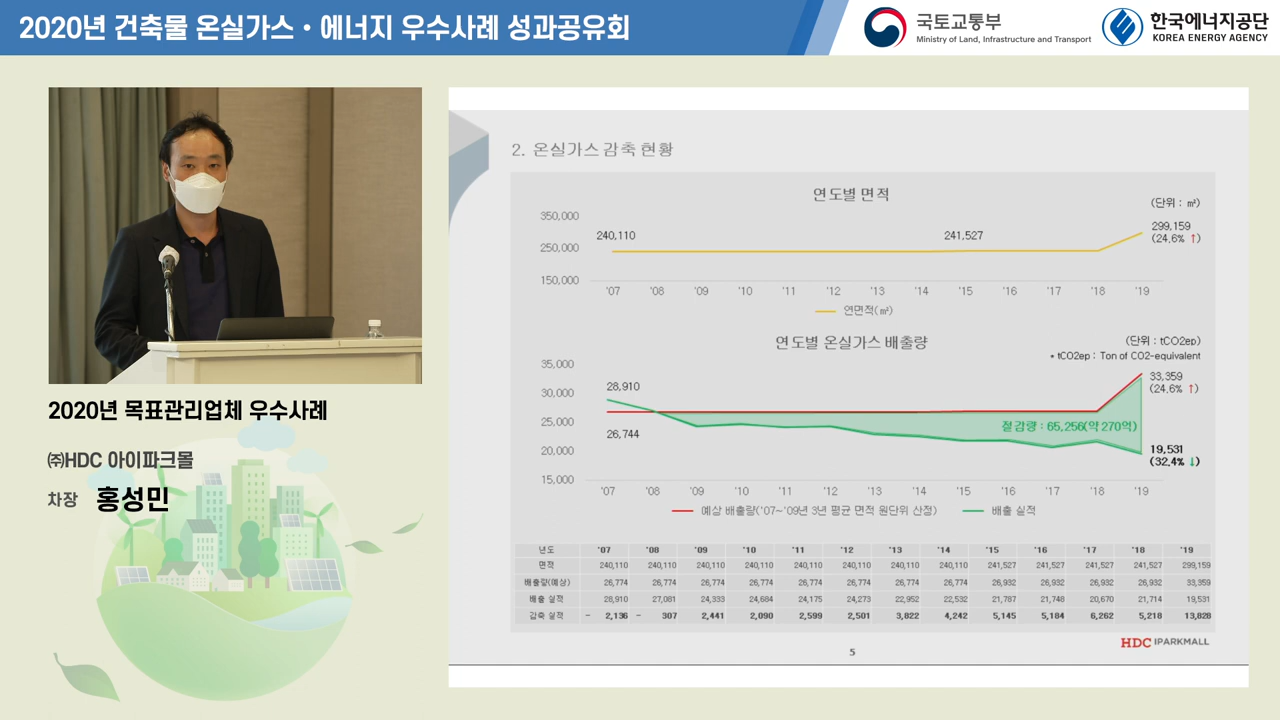 2020년 건축물 온실가스 · 에너지 우수사례 성과공유회
국토교통부
Ministry of Land, Infrastructure and Transport
한국에너지공단
KOREA ENERGY AGENCY
2020년 목표관리업체 우수사례
㈜HDC 아이파크몰
차장 홍성민
2. 온실가스 감축 현황
연도별 면적
(단위 : ㎡)
350,000
250,000
150,000
240,110
241,527
299,159
(24,6% ↑)
'07 '08 '09 '10 '11 '12 '13 '14 '15 '16 '17 '18 '19
연면적(㎡)
연도별 온실가스 배출량
(단위 : tCO2ep)
* tCO2ep : Ton of CO2-equivalent
35,000
30,000
25,000
20,000
15,000
28,910
26,744
33,359
(24,6% ↑)
절감량 : 65,256(약 270억)
19,531
(32,4% ↓)
'07 '08 '09 '10 '11 '12 '13 '14 '15 '16 '17 '18 '19
예상 배출량('07~'09년 3년 평균 면적 원단위 산정)
배출 실적
년도 '07 '08 '09 '10 '11 '12 '13 '14 '15 '16 '17 '18 '19
면적 240,110 240,110 240,110 240,110 240,110 240,110 240,110 240,110 241,527 241,527 241,527 241,527 299,159
배출량(예상) 26,774 26,774 26,774 26,774 26,774 26,774 26,774 26,774 26,932 26,932 26,932 26,932 33,359
배출 실적 28,910 27,081 24,333 24,684 24,175 24,273 22,952 22,532 21,787 21,748 20,670 21,714 19,531
감축 실적 - 2,136 - 307 2,441 2,090 2,599 2,501 3,822 4,242 5,145 5,184 6,262 5,218 13,828
HDC IPARKMALL
5